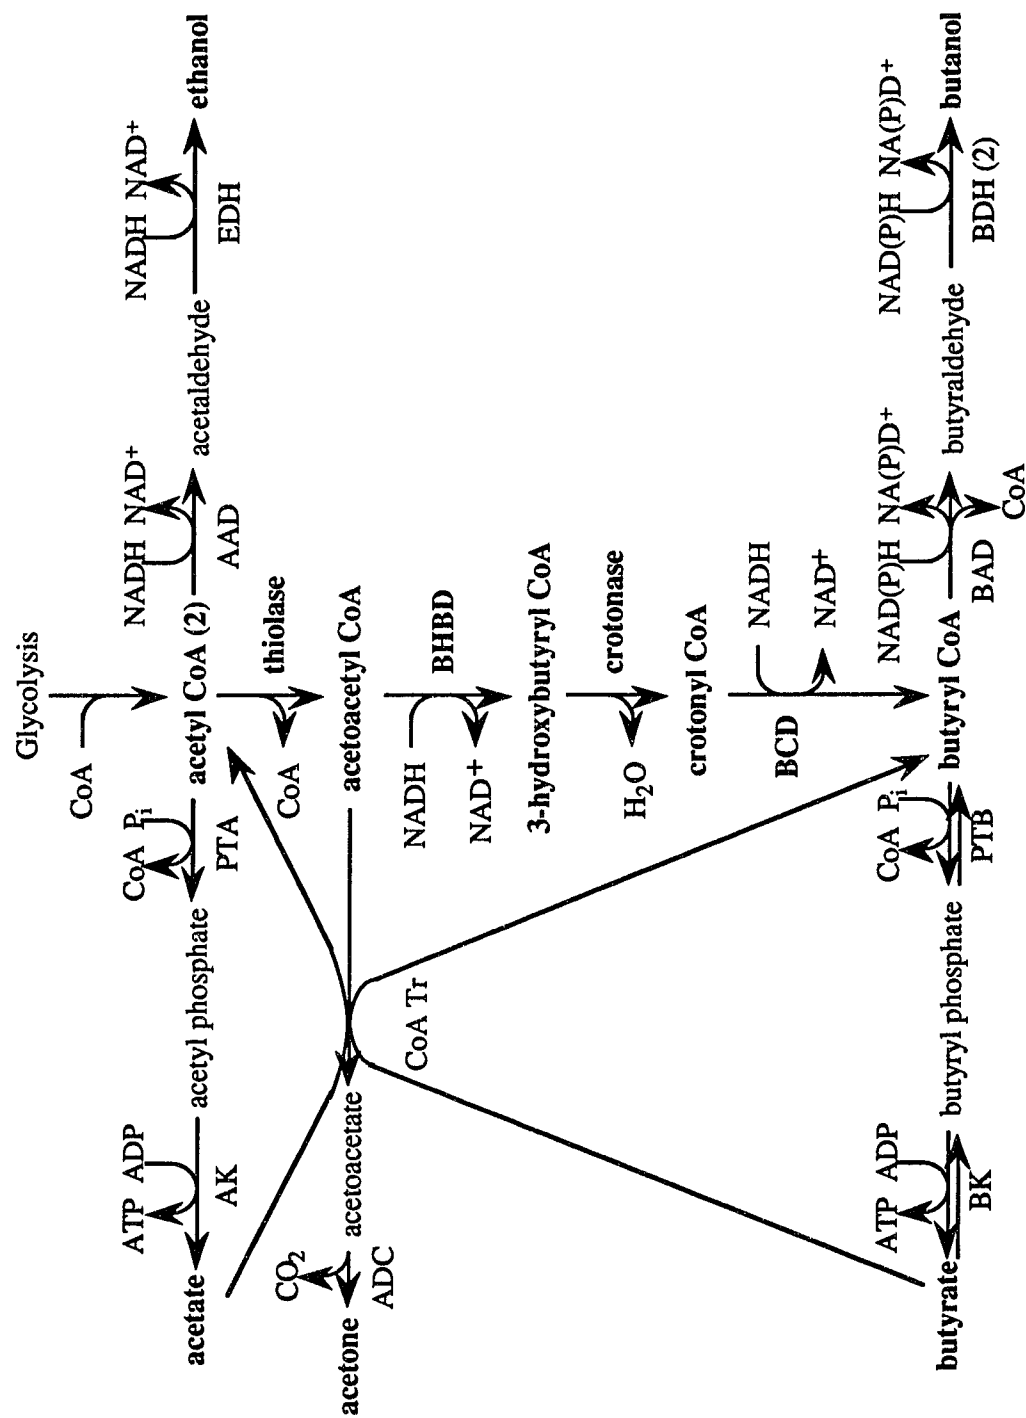 Glycolysis
CoA
ATP ADP
CoA Pi
NADH NAD+
NADH NAD+
acetate
acetyl phosphate
acetyl CoA (2)
acetaldehyde
ethanol
AK
PTA
AAD
EDH
thiolase
CoA
CO2
acetone
acetoacetate
acetoacetyl CoA
ADC
CoA Tr
NADH
BHBD
NAD+
3-hydroxybutyryl CoA
crotonase
H2O
crotonyl CoA
NADH
BCD
NAD+
ATP ADP
CoA Pi
NAD(P)H NA(P)D+
NAD(P)H NA(P)D+
butyrate
butyryl phosphate
butyryl CoA
butyraldehyde
butanol
BK
PTB
BAD
BDH (2)
CoA